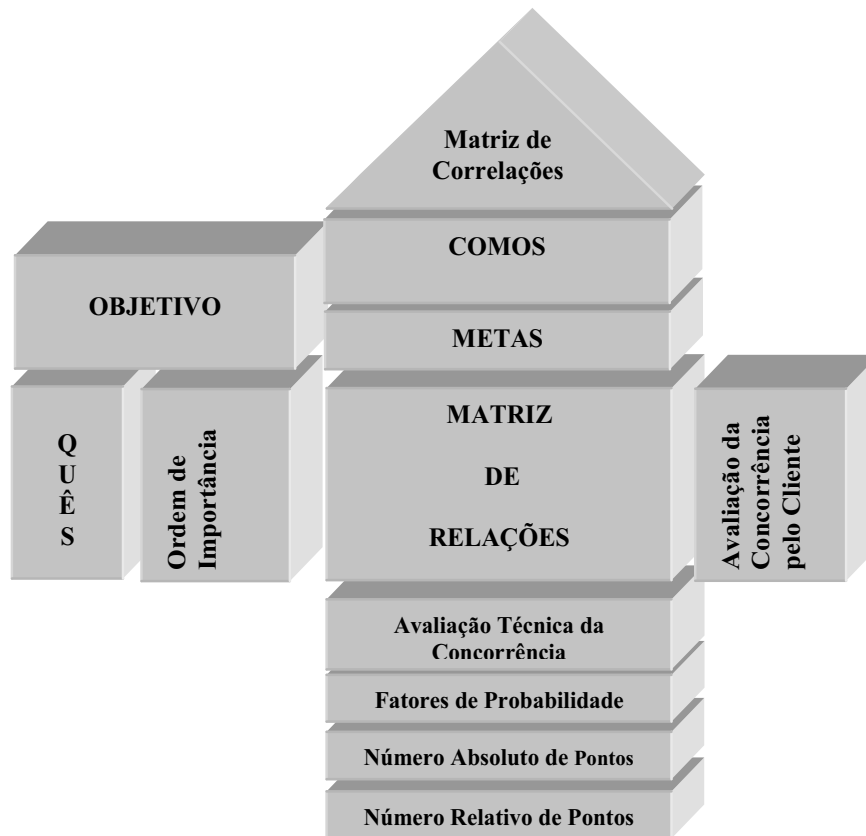 Matriz de
Correlações
COMOS
OBJETIVO
METAS
Q
U
Ê
S
Ordem de
Importância
MATRIZ
DE
RELAÇÕES
Avaliação da
Concorrência
pelo Cliente
Avaliação Técnica da
Concorrência
Fatores de Probabilidade
Número Absoluto de Pontos
Número Relativo de Pontos